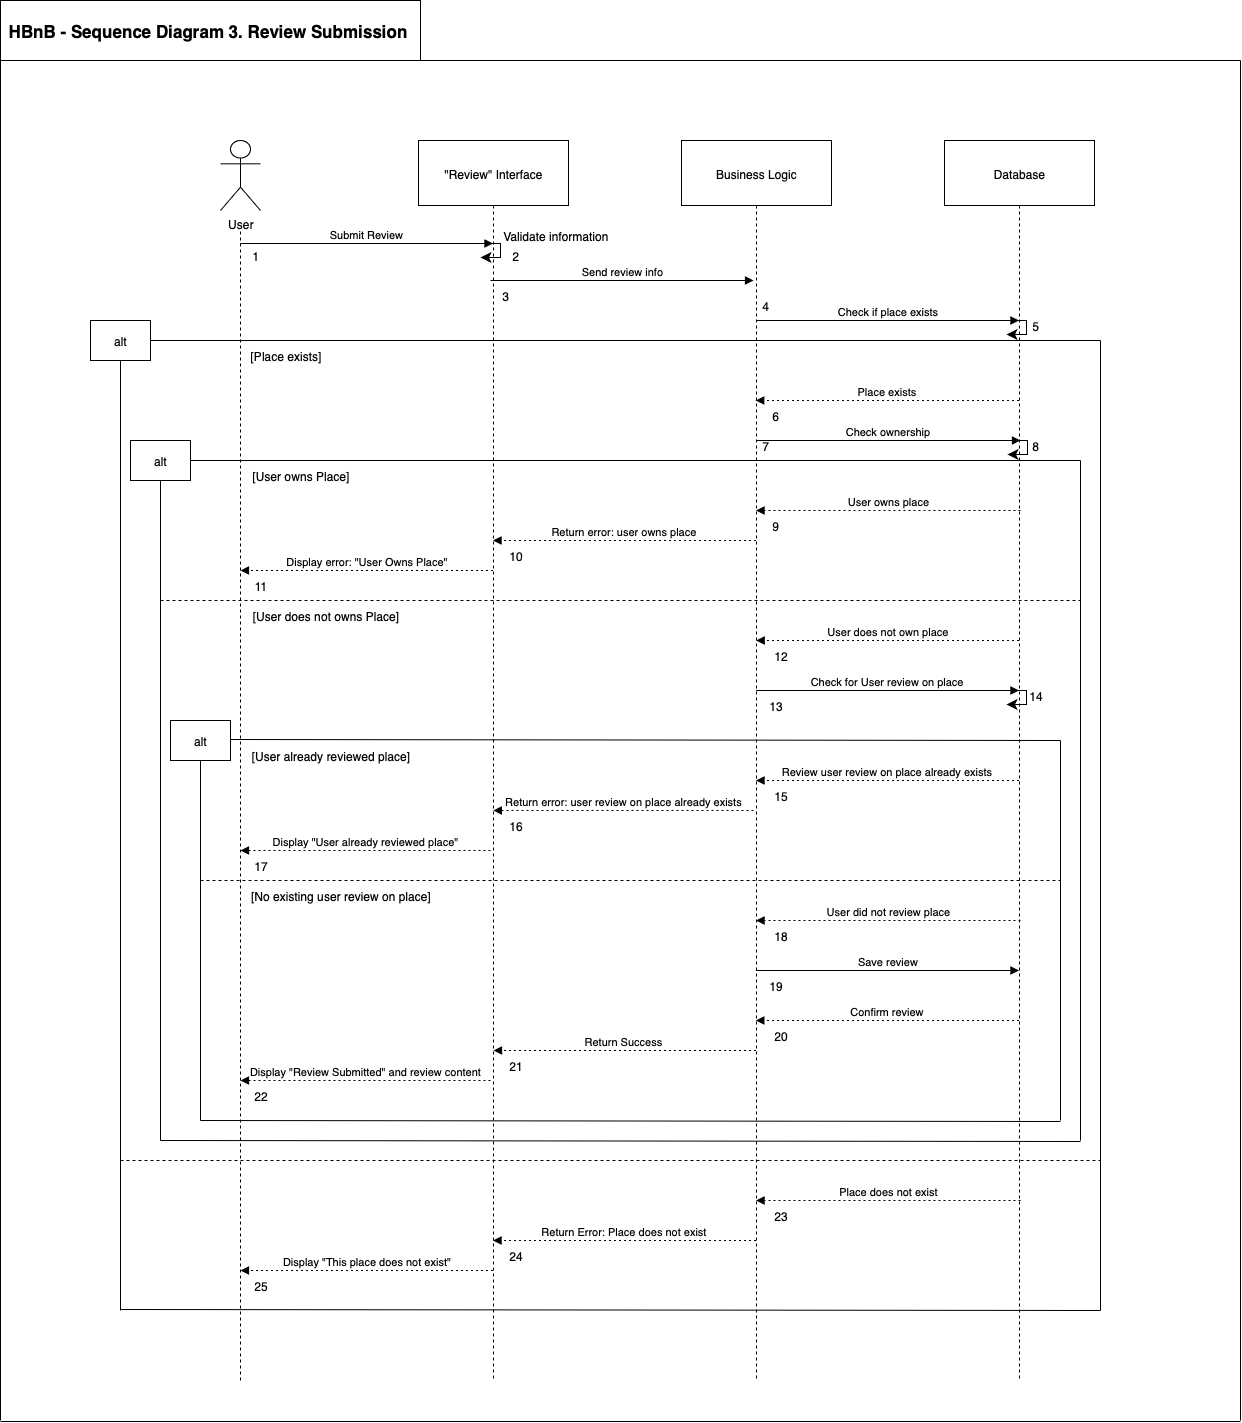 HBnB - Sequence Diagram 3. Review Submission
User
"Review" Interface
Business Logic
Database
Submit Review
1
Validate information
2
Send review info
3
4
Check if place exists
5
alt
[Place exists]
Place exists
6
Check ownership
7
8
alt
[User owns Place]
User owns place
9
Return error: user owns place
10
Display error: "User Owns Place"
11
[User does not owns Place]
User does not own place
12
Check for User review on place
13
14
alt
[User already reviewed place]
Review user review on place already exists
15
Return error: user review on place already exists
16
Display "User already reviewed place"
17
[No existing user review on place]
User did not review place
18
Save review
19
Confirm review
20
Return Success
21
Display "Review Submitted" and review content
22
Place does not exist
23
Return Error: Place does not exist
24
Display "This place does not exist"
25